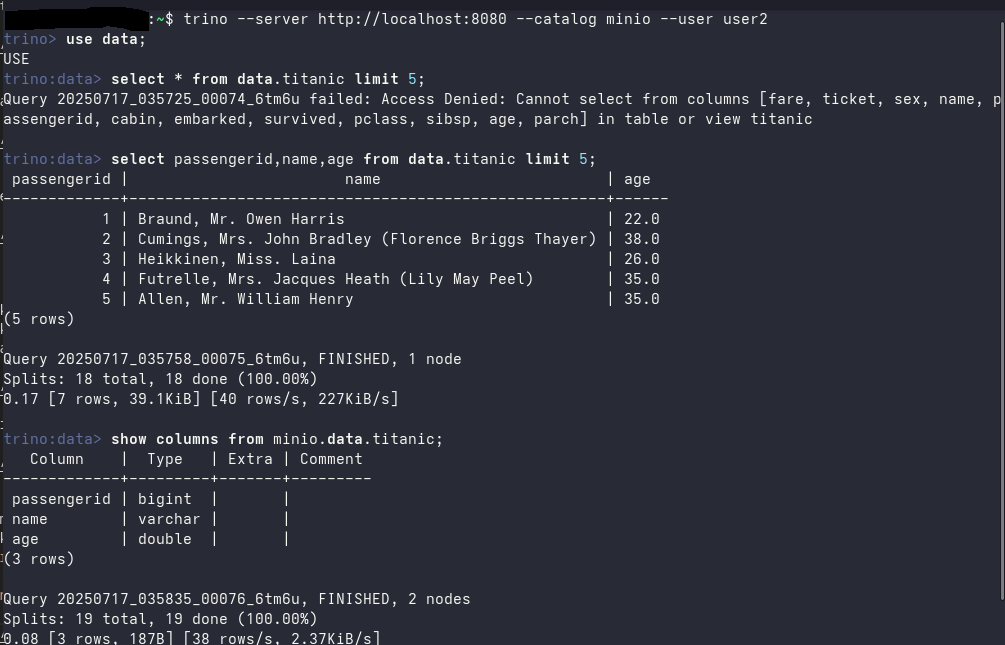 :~$ trino --server http://localhost:8080 --catalog minio --user user2
trino> use data;
USE
trino:data> select * from data.titanic limit 5;
Query 20250717_035725_00074_6tm6u failed: Access Denied: Cannot select from columns [fare, ticket, sex, name, p
assengerid, cabin, embarked, survived, pclass, sibsp, age, parch] in table or view titanic
trino:data> select passengerid,name,age from data.titanic limit 5;
 passengerid |                        name                         | age
-------------+-----------------------------------------------------+------
           1 | Braund, Mr. Owen Harris                             | 22.0
           2 | Cumings, Mrs. John Bradley (Florence Briggs Thayer) | 38.0
           3 | Heikkinen, Miss. Laina                              | 26.0
           4 | Futrelle, Mrs. Jacques Heath (Lily May Peel)        | 35.0
           5 | Allen, Mr. William Henry                            | 35.0
(5 rows)
Query 20250717_035758_00075_6tm6u, FINISHED, 1 node
Splits: 18 total, 18 done (100.00%)
0.17 [7 rows, 39.1KiB] [40 rows/s, 227KiB/s]
trino:data> show columns from minio.data.titanic;
   Column    |  Type   | Extra | Comment
-------------+---------+-------+---------
 passengerid | bigint  |       |
 name        | varchar |       |
 age         | double  |       |
(3 rows)
Query 20250717_035835_00076_6tm6u, FINISHED, 2 nodes
Splits: 19 total, 19 done (100.00%)
0.08 [3 rows, 187B] [38 rows/s, 2.37KiB/s]